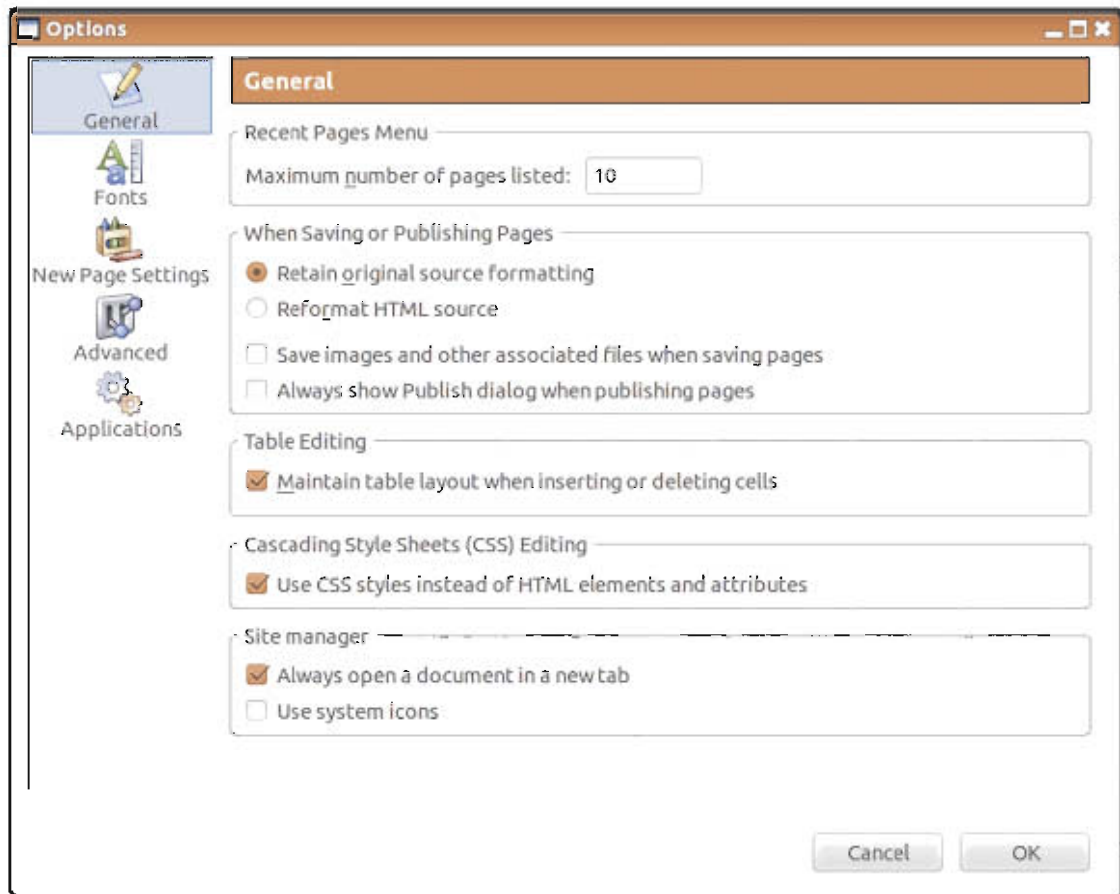 Options
General
Fonts
New Page Settings
Advanced
Applications
General
Recent Pages Menu
Maximum number of pages listed: 10
When Saving or Publishing Pages
Retain original source formatting
Reformat HTML source
Save images and other associated files when saving pages
Always show Publish dialog when publishing pages
Table Editing
Maintain table layout when inserting or deleting cells
Cascading Style Sheets (CSS) Editing
Use CSS styles instead of HTML elements and attributes
Site manager
Always open a document in a new tab
Use system icons
Cancel OK